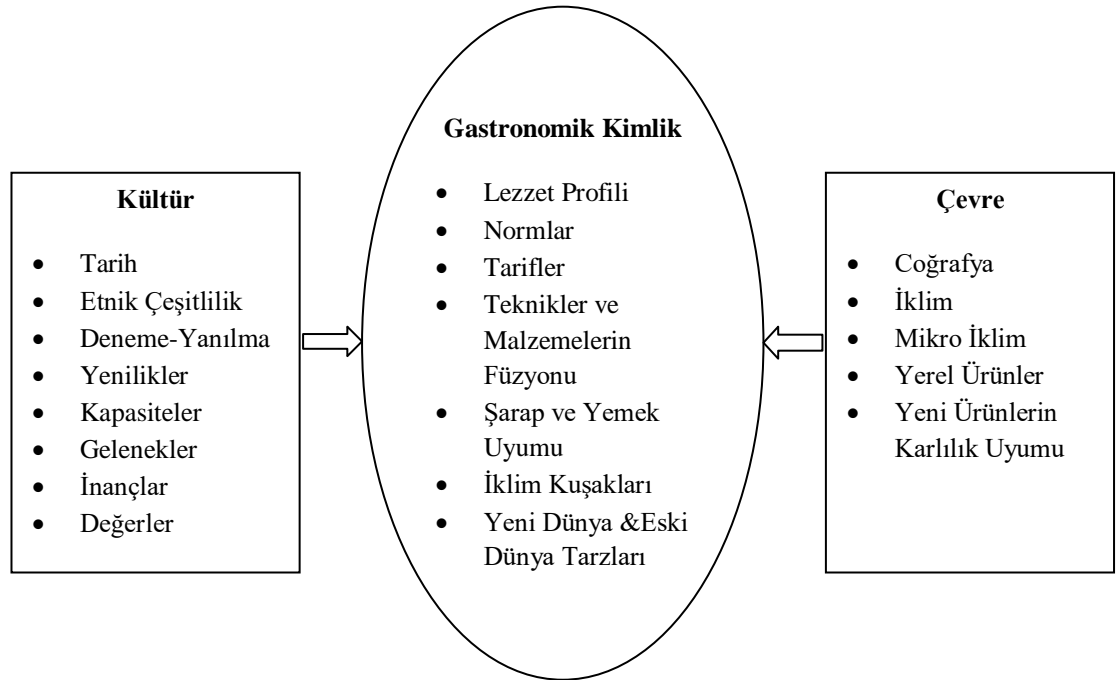 Kültür
• Tarih
• Etnik Çeşitlilik
• Deneme-Yanılma
• Yenilikler
• Kapasiteler
• Gelenekler
• İnançlar
• Değerler
Gastronomik Kimlik
• Lezzet Profili
• Normlar
• Tarifler
• Teknikler ve
Malzemelerin
Füzyonu
• Şarap ve Yemek
Uyumu
• İklim Kuşakları
• Yeni Dünya &Eski
Dünya Tarzları
Çevre
• Coğrafya
• İklim
• Mikro İklim
• Yerel Ürünler
• Yeni Ürünlerin
Karlılık Uyumu